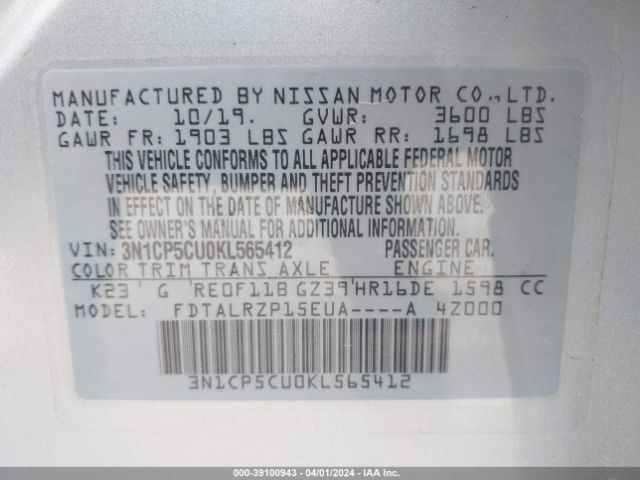 MANUFACTURED BY NISSAN MOTOR CO., LTD.
DATE: 10/19. GVWR: 3600 LBS
GAWR FR: 1903 LBS GAWR RR: 1698 LBS
THIS VEHICLE CONFORMS TO ALL APPLICABLE FEDERAL MOTOR
VEHICLE SAFETY, BUMPER AND THEFT PREVENTION STANDARDS
IN EFFECT ON THE DATE OF MANUFACTURE SHOWN ABOVE.
SEE OWNER'S MANUAL FOR ADDITIONAL INFORMATION.
VIN: 3N1CP5CU0KL565412 PASSENGER CAR.
COLOR TRIM TRANS AXLE ENGINE
K23 G RE0F11B GZ39 HR16DE 1598 CC
MODEL: FDTALRZP15EUA----A 4Z000
3N1CP5CU0KL565412
000-39100943 / 04/01/2024 - IAA Inc.